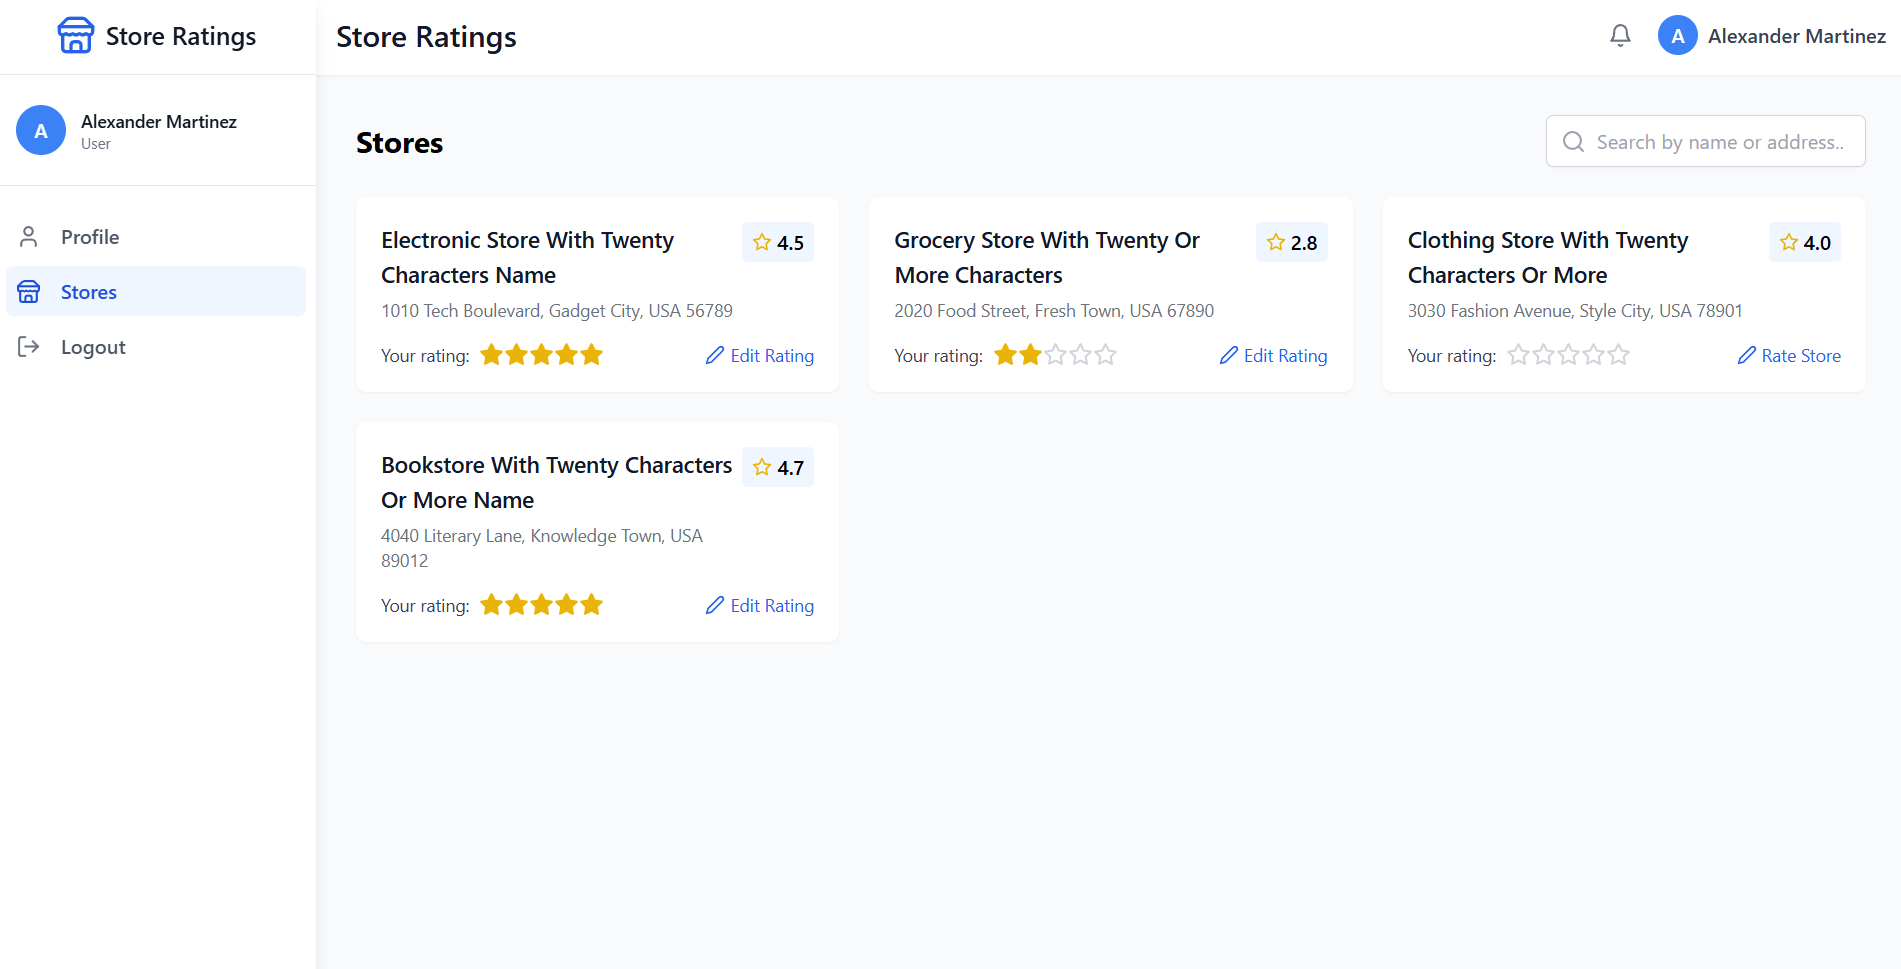 Store Ratings
A
Alexander Martinez
User
Profile
Stores
Logout
Store Ratings
A Alexander Martinez
Stores
Search by name or address..
Electronic Store With Twenty
Characters Name
4.5
1010 Tech Boulevard, Gadget City, USA 56789
Your rating:
Edit Rating
Grocery Store With Twenty Or
More Characters
2.8
2020 Food Street, Fresh Town, USA 67890
Your rating:
Edit Rating
Clothing Store With Twenty
Characters Or More
4.0
3030 Fashion Avenue, Style City, USA 78901
Your rating:
Rate Store
Bookstore With Twenty Characters
Or More Name
4.7
4040 Literary Lane, Knowledge Town, USA
89012
Your rating:
Edit Rating